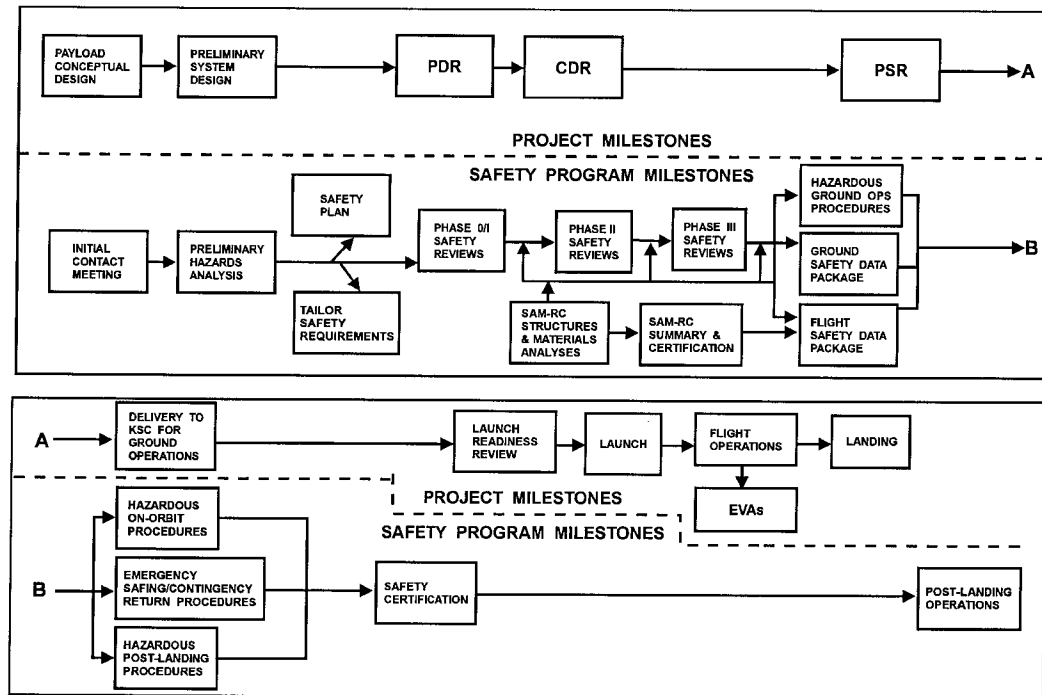 PAYLOAD
CONCEPTUAL
DESIGN
PRELIMINARY
SYSTEM
DESIGN
PDR
CDR
PSR
A
PROJECT MILESTONES
SAFETY PROGRAM MILESTONES
INITIAL
CONTACT
MEETING
PRELIMINARY
HAZARDS
ANALYSIS
SAFETY
PLAN
TAILOR
SAFETY
REQUIREMENTS
PHASE 0/I
SAFETY
REVIEWS
PHASE II
SAFETY
REVIEWS
PHASE III
SAFETY
REVIEWS
SAM-RC
STRUCTURES
& MATERIALS
ANALYSES
SAM-RC
SUMMARY &
CERTIFICATION
HAZARDOUS
GROUND OPS
PROCEDURES
GROUND
SAFETY DATA
PACKAGE
FLIGHT
SAFETY DATA
PACKAGE
B
A
DELIVERY TO
KSC FOR
GROUND
OPERATIONS
LAUNCH
READINESS
REVIEW
LAUNCH
FLIGHT
OPERATIONS
LANDING
EVAs
PROJECT MILESTONES
SAFETY PROGRAM MILESTONES
B
HAZARDOUS
ON-ORBIT
PROCEDURES
EMERGENCY
SAFING/CONTINGENCY
RETURN PROCEDURES
HAZARDOUS
POST-LANDING
PROCEDURES
SAFETY
CERTIFICATION
POST-LANDING
OPERATIONS